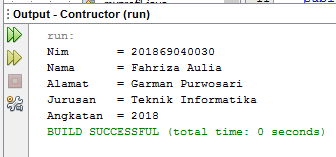 Output - Contructor (run)
run:
Nim = 201869040030
Nama = Fahriza Aulia
Alamat = Garman Purwosari
Jurusan = Teknik Informatika
Angkatan = 2018
BUILD SUCCESSFUL (total time: 0 seconds)